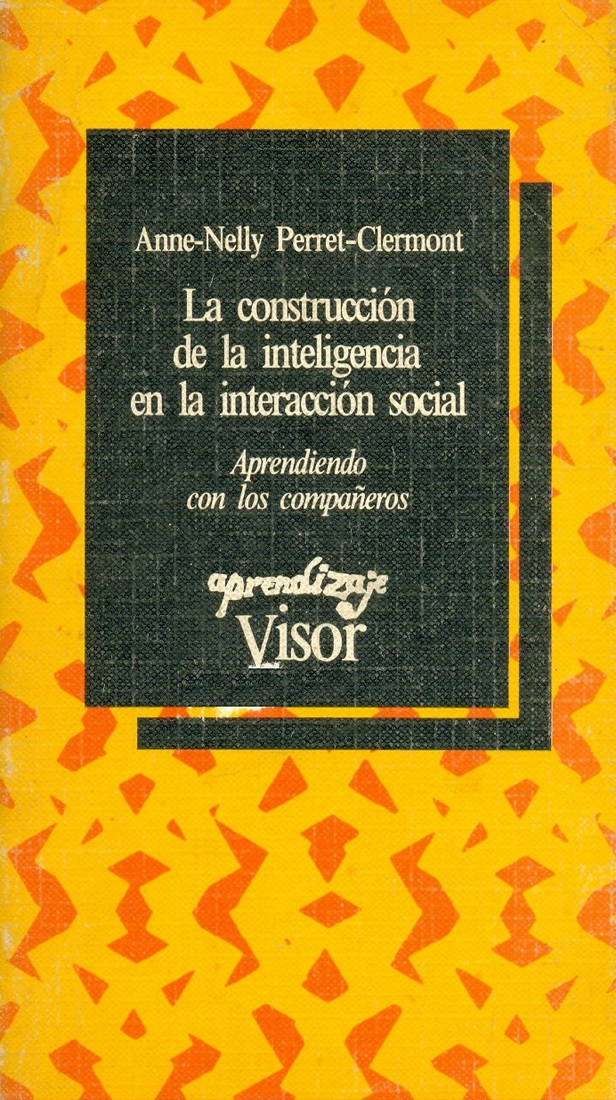 Anne-Nelly Perret-Clermont
La construcción
de la inteligencia
en la interacción social
Aprendiendo
con los compañeros
aprendizaje
Visor